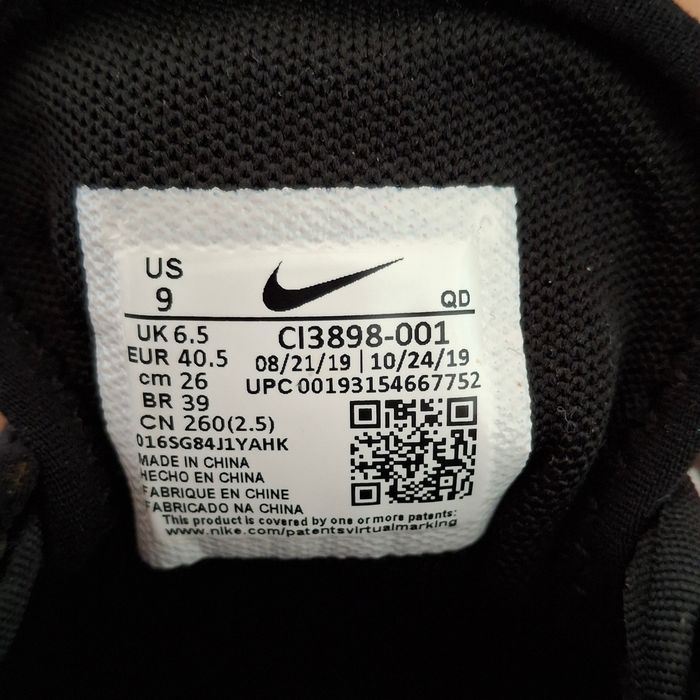 US
9
QD
UK 6.5
CI3898-001
EUR 40.5
08/21/19 | 10/24/19
cm 26
UPC 00193154667752
BR 39
CN 260(2.5)
016SG84J1YAHK
MADE IN CHINA
HECHO EN CHINA
FABRIQUE EN CHINE
FABRICADO NA CHINA
This product is covered by one or more patents:
www.nike.com/patentsvirtualmarking